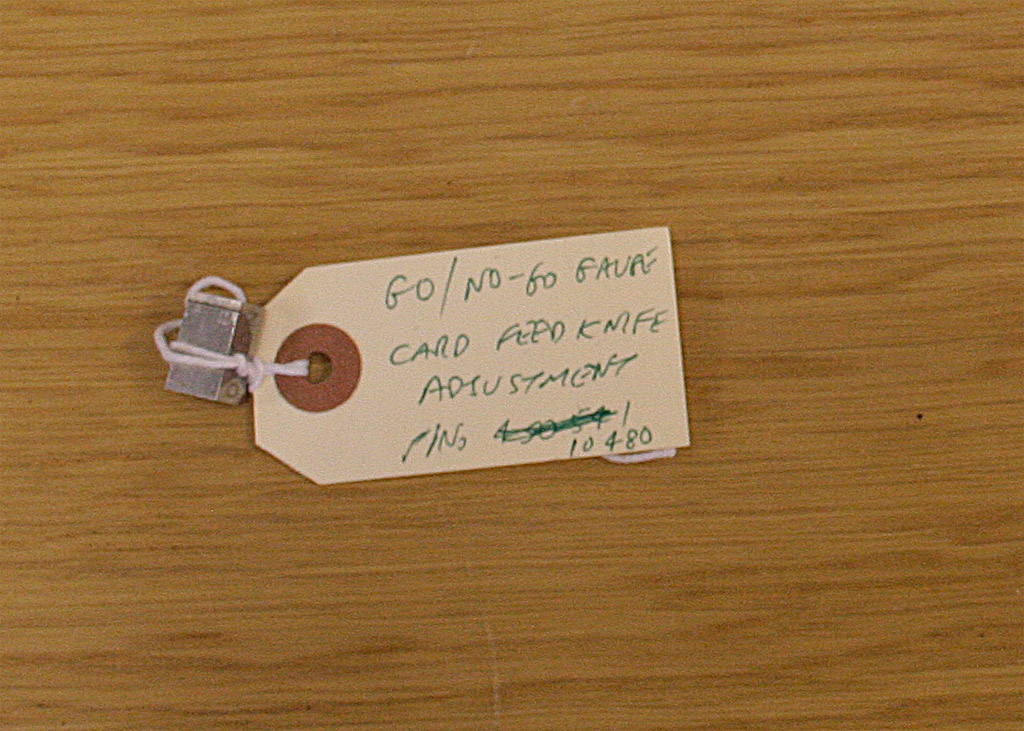 GO/NO-GO GAUGE
CARD FEED KNIFE
ADJUSTMENT
P/No
10480